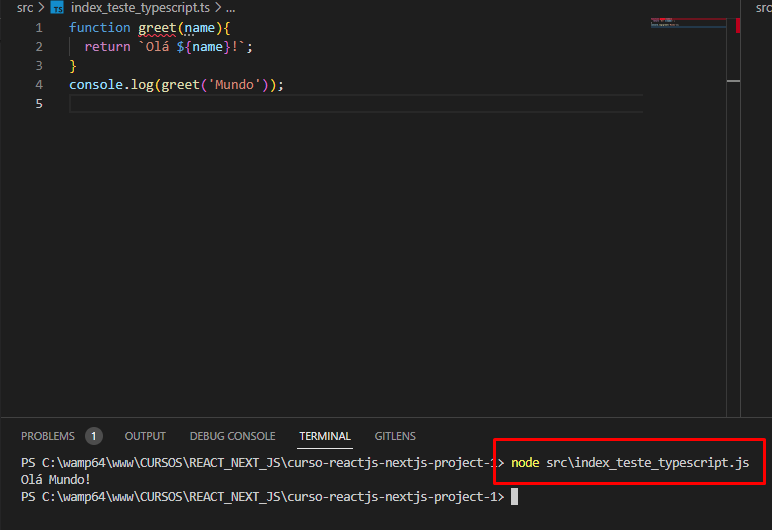 src > TS index_teste_typescript.ts > ...
src
1 function greet(name){
2   return `Olá ${name}!`;
3 }
4 console.log(greet('Mundo'));
5
PROBLEMS 1 OUTPUT DEBUG CONSOLE TERMINAL GITLENS
PS C:\wamp64\www\CURSOS\REACT_NEXT_JS\curso-reactjs-nextjs-project-1> node src\index_teste_typescript.js
Olá Mundo!
PS C:\wamp64\www\CURSOS\REACT_NEXT_JS\curso-reactjs-nextjs-project-1>